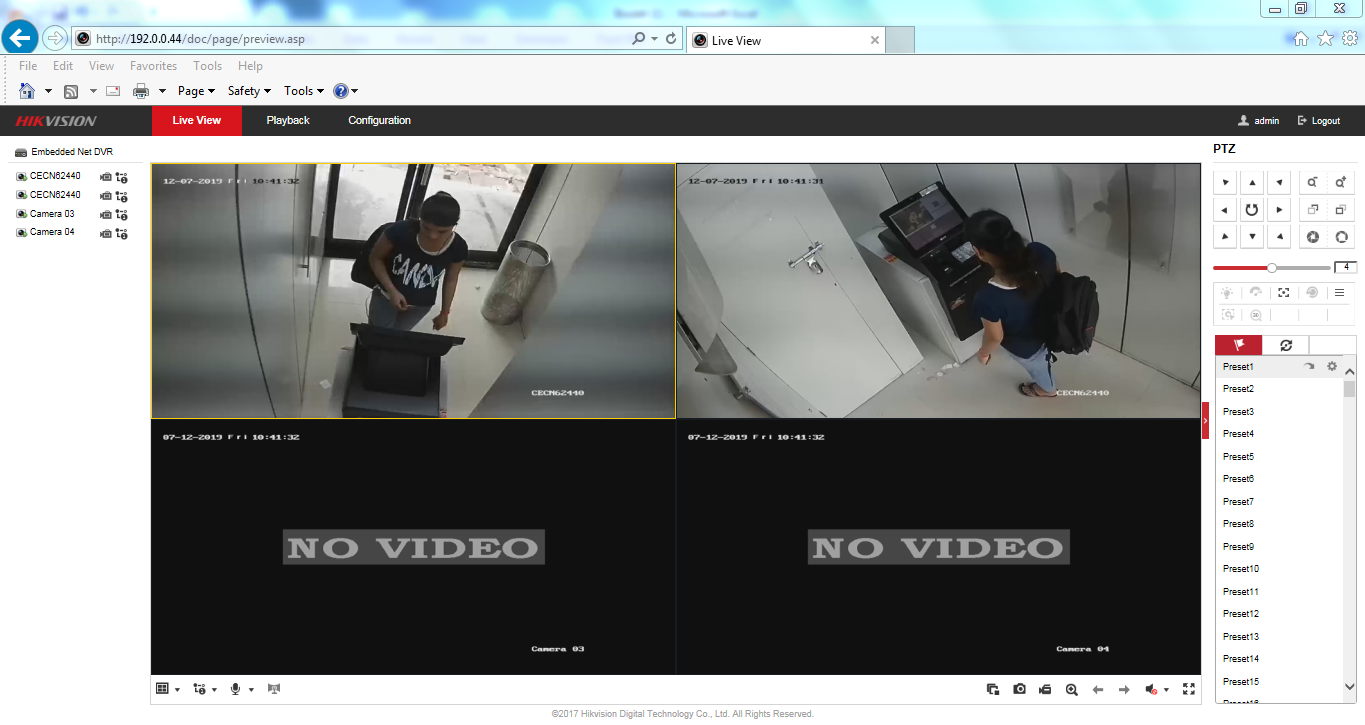 http://192.0.0.44/doc/page/preview.asp
Live View
File Edit View Favorites Tools Help
Page Safety Tools
HIKVISION Live View Playback Configuration admin Logout
Embedded Net DVR
CECN62440
CECN62440
Camera 03
Camera 04
12-07-2019 Fri 10:41:32
CECN62440
12-07-2019 Fri 10:41:31
CECN62440
07-12-2019 Fri 10:41:32
NO VIDEO
Camera 03
07-12-2019 Fri 10:41:32
NO VIDEO
Camera 04
PTZ
4
3D
Preset1
Preset2
Preset3
Preset4
Preset5
Preset6
Preset7
Preset8
Preset9
Preset10
Preset11
Preset12
Preset13
Preset14
Preset15
©2017 Hikvision Digital Technology Co., Ltd. All Rights Reserved.